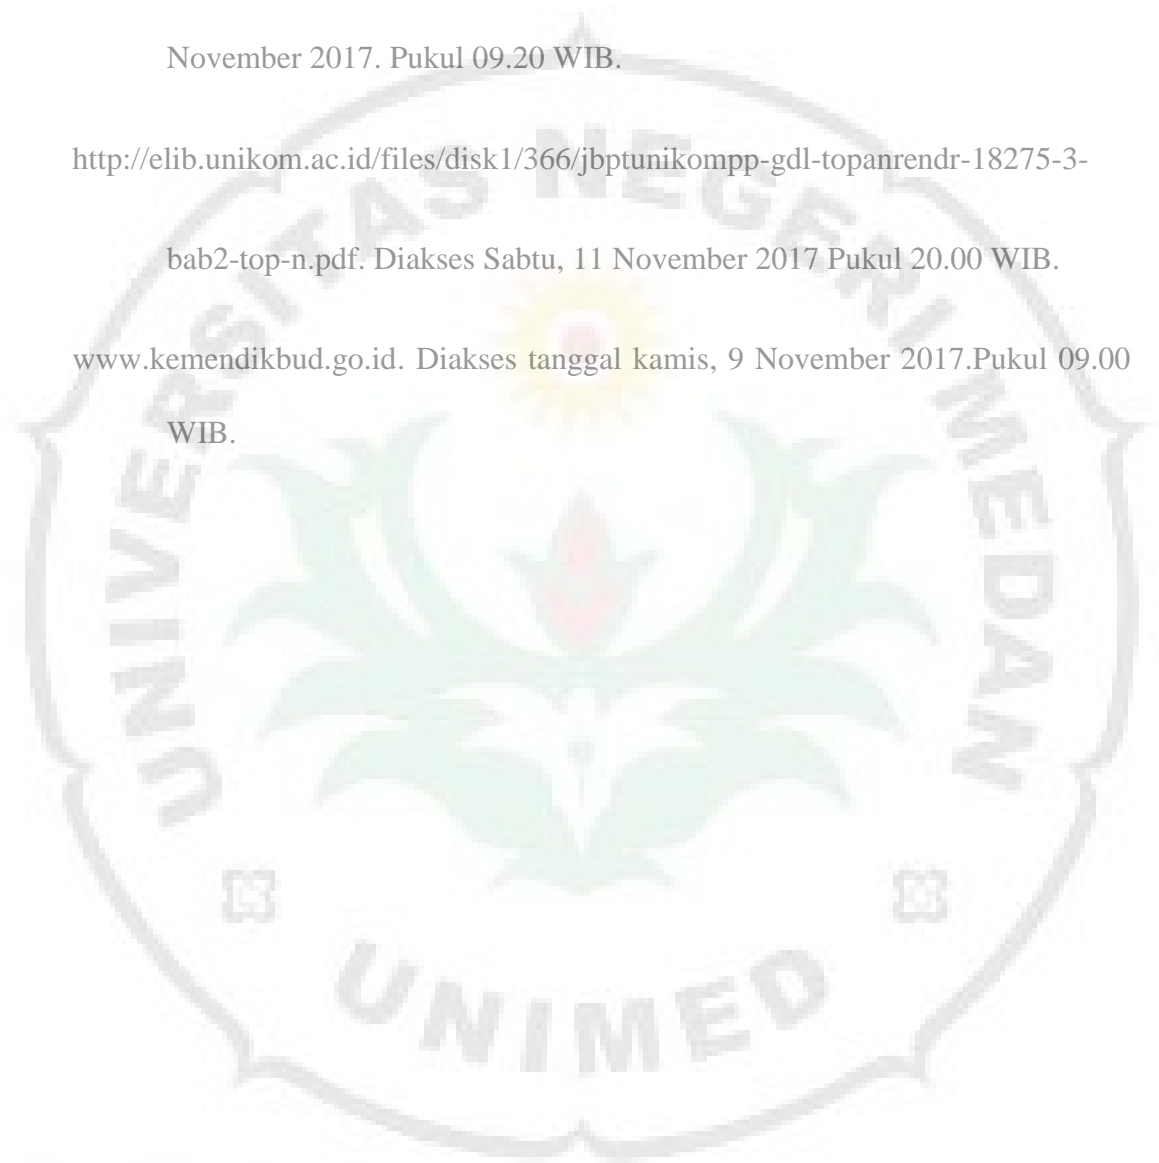 November 2017. Pukul 09.20 WIB.
http://elib.unikom.ac.id/files/disk1/366/jbptunikompp-gdl-topanrendr-18275-3-
bab2-top-n.pdf. Diakses Sabtu, 11 November 2017 Pukul 20.00 WIB.
www.kemendikbud.go.id. Diakses tanggal kamis, 9 November 2017.Pukul 09.00
WIB.
UNIVERSITAS NEGERI MEDAN
UNIMED